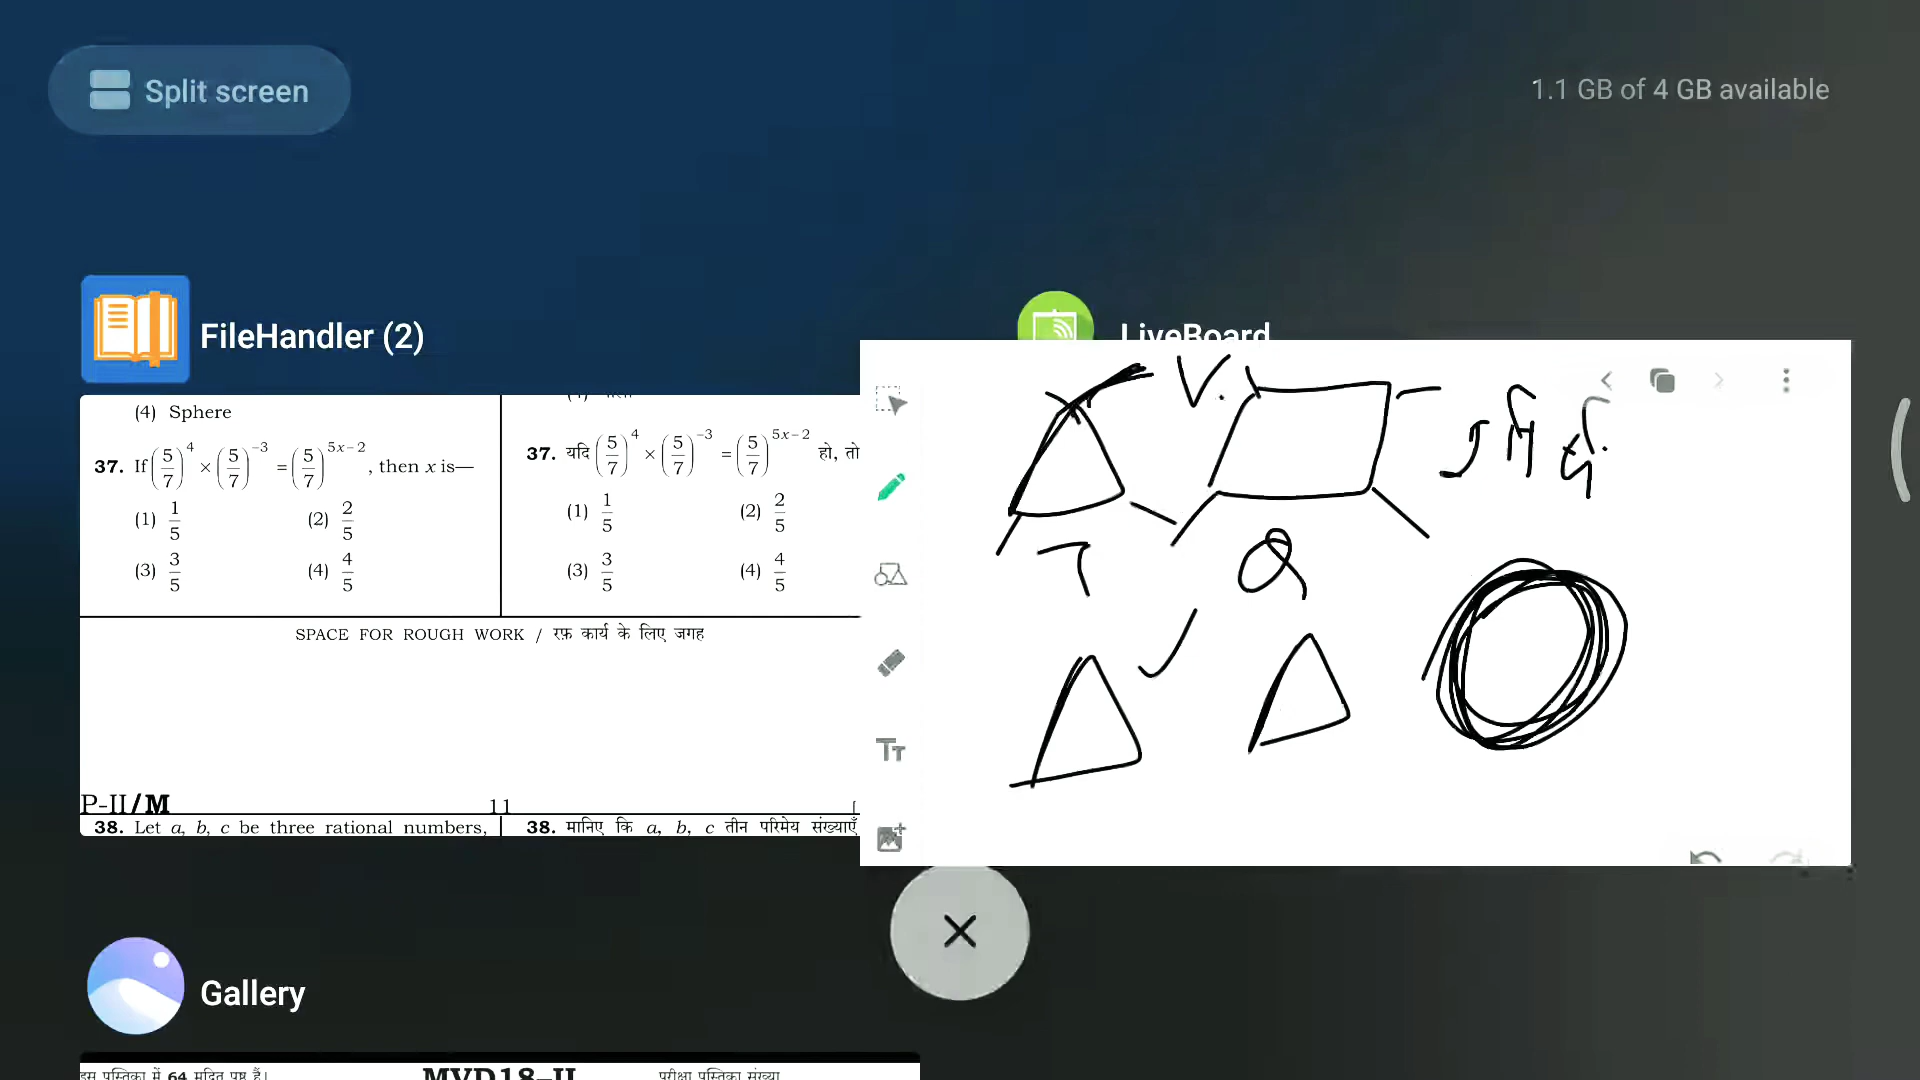 Split screen
1.1 GB of 4 GB available
FileHandler (2)
LiveBoard
(4) Sphere
37. If (5/7)^4 × (5/7)^-3 = (5/7)^5x-2, then x is—
(1) 1/5 (2) 2/5
(3) 3/5 (4) 4/5
37. यदि (5/7)^4 × (5/7)^-3 = (5/7)^5x-2 हो, तो
(1) 1/5 (2) 2/5
(3) 3/5 (4) 4/5
SPACE FOR ROUGH WORK / रफ़ कार्य के लिए जगह
P-II/M 11
38. Let a, b, c be three rational numbers,
38. मानिए कि a, b, c तीन परिमेय संख्याएँ
V.
Q
Tт
Gallery
इस पुस्तिका में 64 मुद्रित पृष्ठ हैं।
MVD18-II
परीक्षा पुस्तिका संख्या